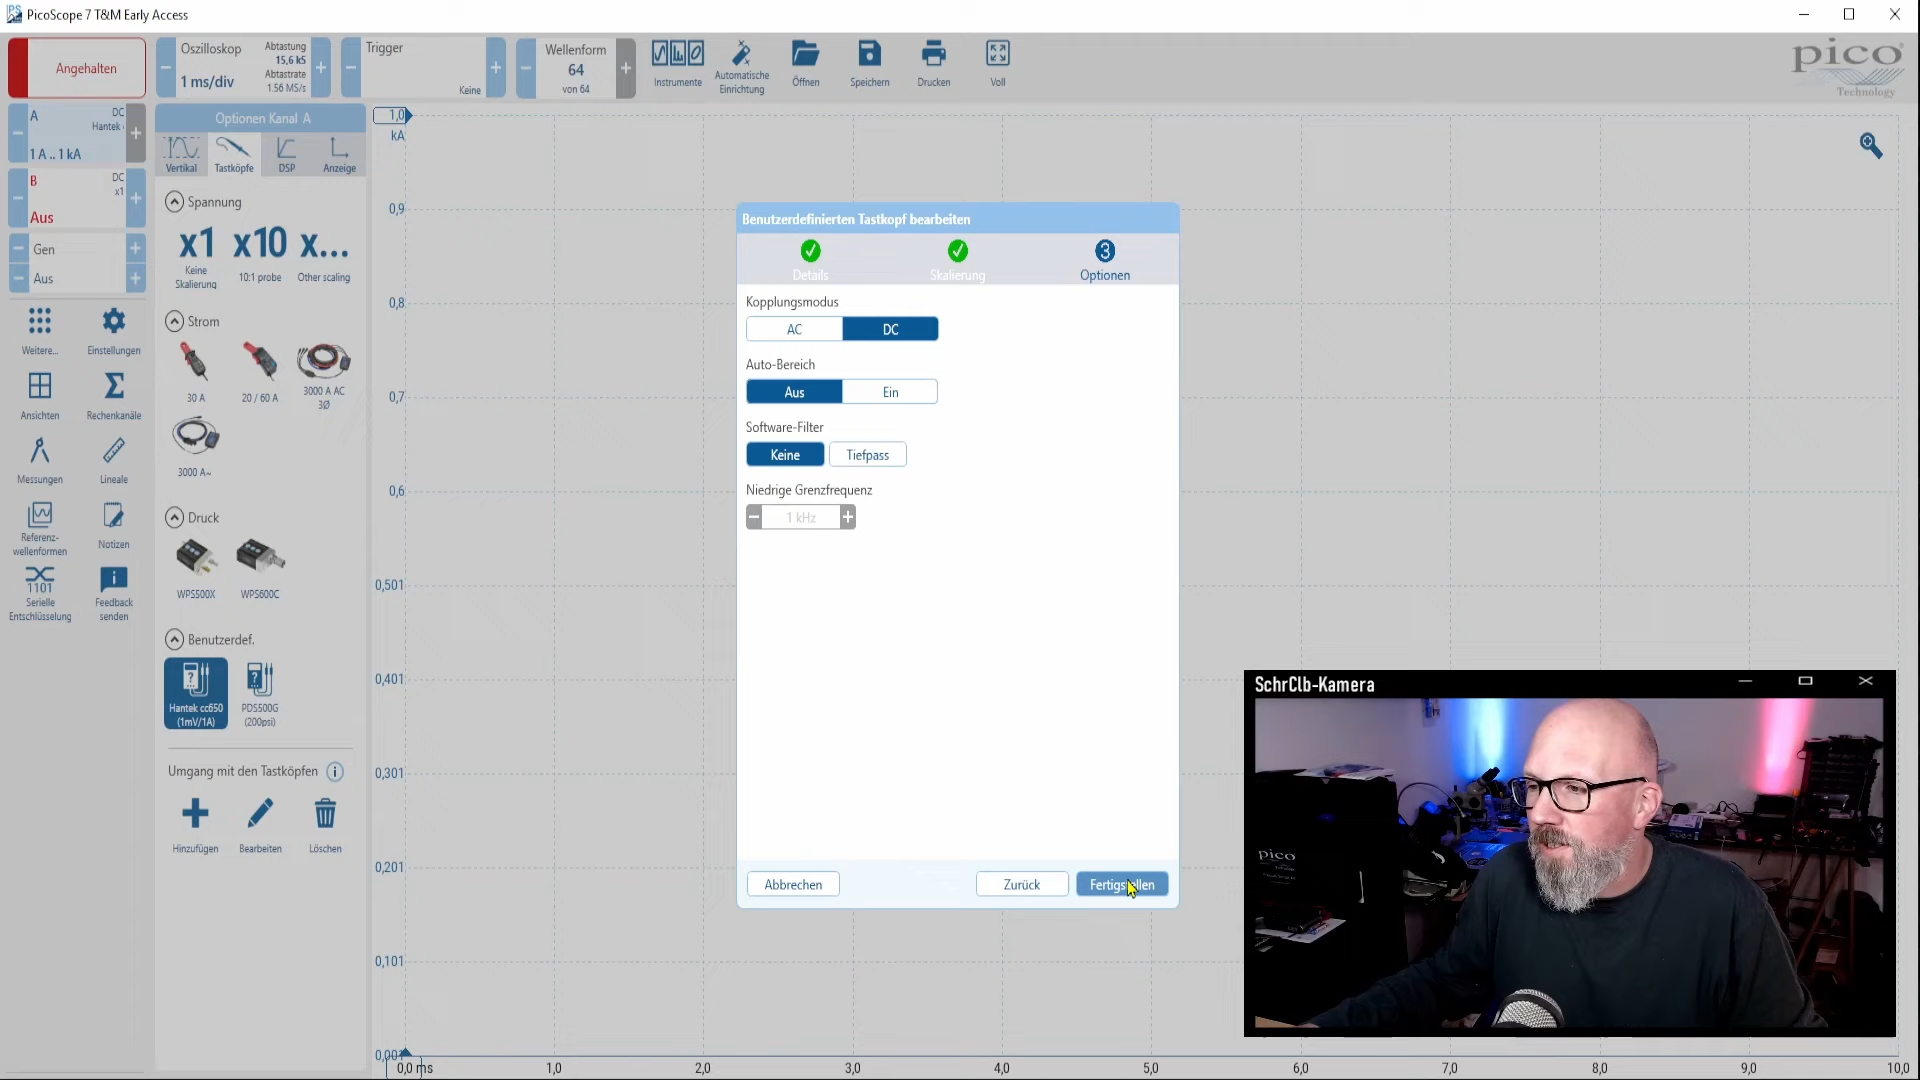 PicoScope 7 T&M Early Access
Angehalten
Oszilloskop
1 ms/div
Abtastung
15,6 kS
Abtastrate
1.56 MS/s
Trigger
Keine
Wellenform
64
von 64
Instrumente
Automatische
Einrichtung
Öffnen
Speichern
Drucken
Voll
pico
Technology
A
DC
Hantek
1 A .. 1 kA
B
DC
x1
Aus
Gen
Aus
Weitere...
Einstellungen
Ansichten
Rechenkanäle
Messungen
Lineale
Referenz-
wellenformen
Notizen
1101
Serielle
Entschlüsselung
Feedback
senden
Optionen Kanal A
Vertikal
Tastköpfe
DSP
Anzeige
Spannung
x1
Keine
Skalierung
x10
10:1 probe
x...
Other scaling
Strom
30 A
20 / 60 A
3000 A AC
3Ø
3000 A~
Druck
WPS500X
WPS600C
Benutzerdef.
Hantek cc650
(1mV/1A)
PDS500G
(200psi)
Umgang mit den Tastköpfen
Hinzufügen
Bearbeiten
Löschen
1,0
kA
0,9
0,8
0,7
0,6
0,501
0,401
0,301
0,201
0,101
0,001
0,0 ms
1,0
2,0
3,0
4,0
5,0
6,0
7,0
8,0
9,0
10,0
Benutzerdefinierten Tastkopf bearbeiten
Details
Skalierung
3
Optionen
Kopplungsmodus
AC
DC
Auto-Bereich
Aus
Ein
Software-Filter
Keine
Tiefpass
Niedrige Grenzfrequenz
1 kHz
Abbrechen
Zurück
Fertigstellen
SchrClb-Kamera
pico